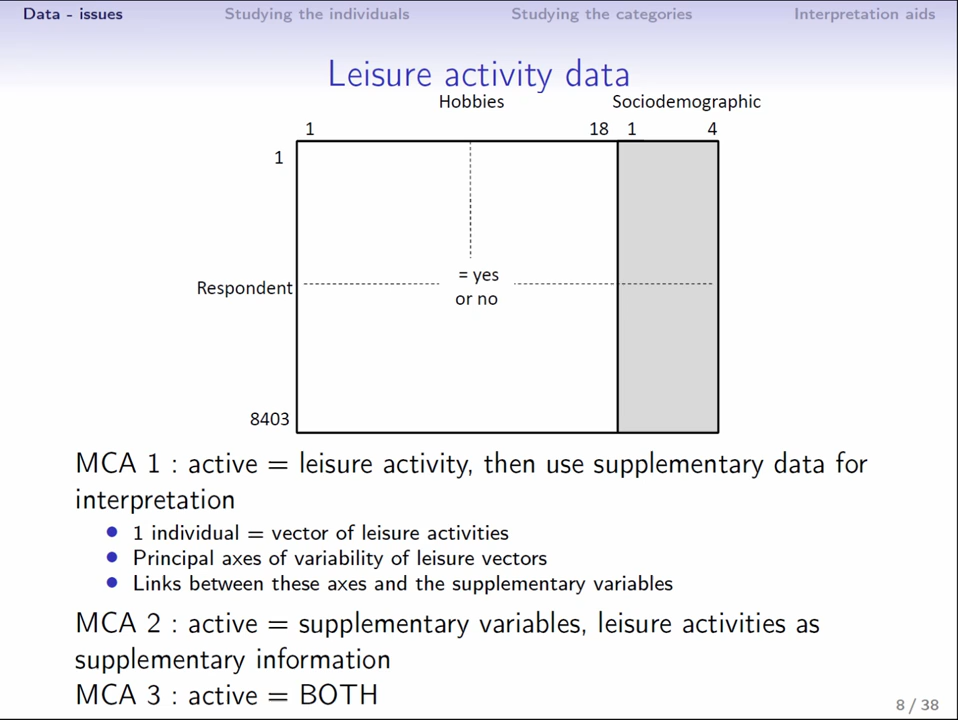 Data - issues Studying the individuals Studying the categories Interpretation aids
Leisure activity data
Hobbies Sociodemographic
1 18 1 4
1
= yes
Respondent
or no
8403
MCA 1 : active = leisure activity, then use supplementary data for
interpretation
1 individual = vector of leisure activities
Principal axes of variability of leisure vectors
Links between these axes and the supplementary variables
MCA 2 : active = supplementary variables, leisure activities as
supplementary information
MCA 3 : active = BOTH
8 / 38